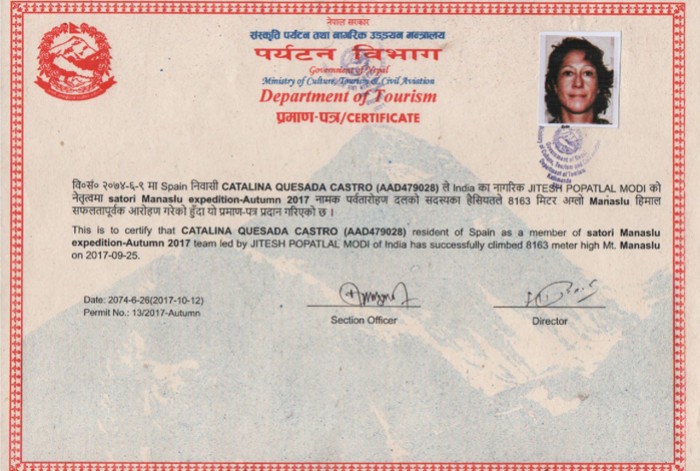 नेपाल सरकार
संस्कृति पर्यटन तथा नागरिक उड्डयन मन्त्रालय
पर्यटन विभाग
Government of Nepal
Ministry of Culture, Tourism & Civil Aviation
Department of Tourism
प्रमाण-पत्र/CERTIFICATE
वि०सं० २०७४-६-९ मा Spain निवासी CATALINA QUESADA CASTRO (AAD479028) ले India का नागरिक JITESH POPATLAL MODI को
नेतृत्वमा satori Manaslu expedition-Autumn 2017 नामक पर्वतारोहण दलको सदस्यका हैसियतले 8163 मिटर अग्लो Manaslu हिमाल
सफलतापूर्वक आरोहण गरेको हुँदा यो प्रमाण-पत्र प्रदान गरिएको छ ।
This is to certify that CATALINA QUESADA CASTRO (AAD479028) resident of Spain as a member of satori Manaslu
expedition-Autumn 2017 team led by JITESH POPATLAL MODI of India has successfully climbed 8163 meter high Mt. Manaslu
on 2017-09-25.
Date: 2074-6-26(2017-10-12)
Permit No.: 13/2017-Autumn
Section Officer
Director